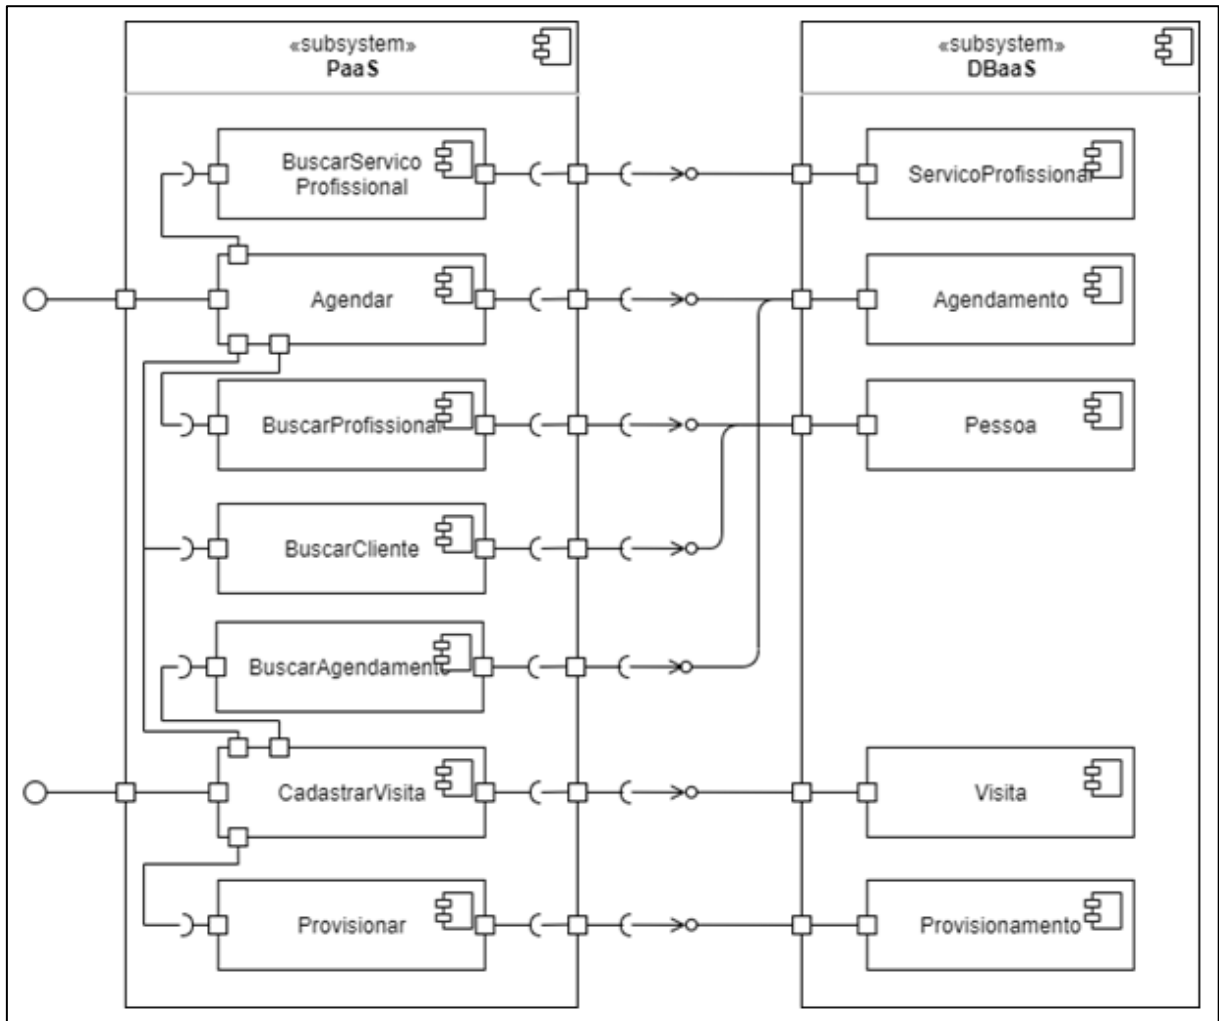 «subsystem»
PaaS
«subsystem»
DBaaS
BuscarServico
Profissional
ServicoProfissional
Agendar
Agendamento
BuscarProfissional
Pessoa
BuscarCliente
BuscarAgendamento
CadastrarVisita
Visita
Provisionar
Provisionamento